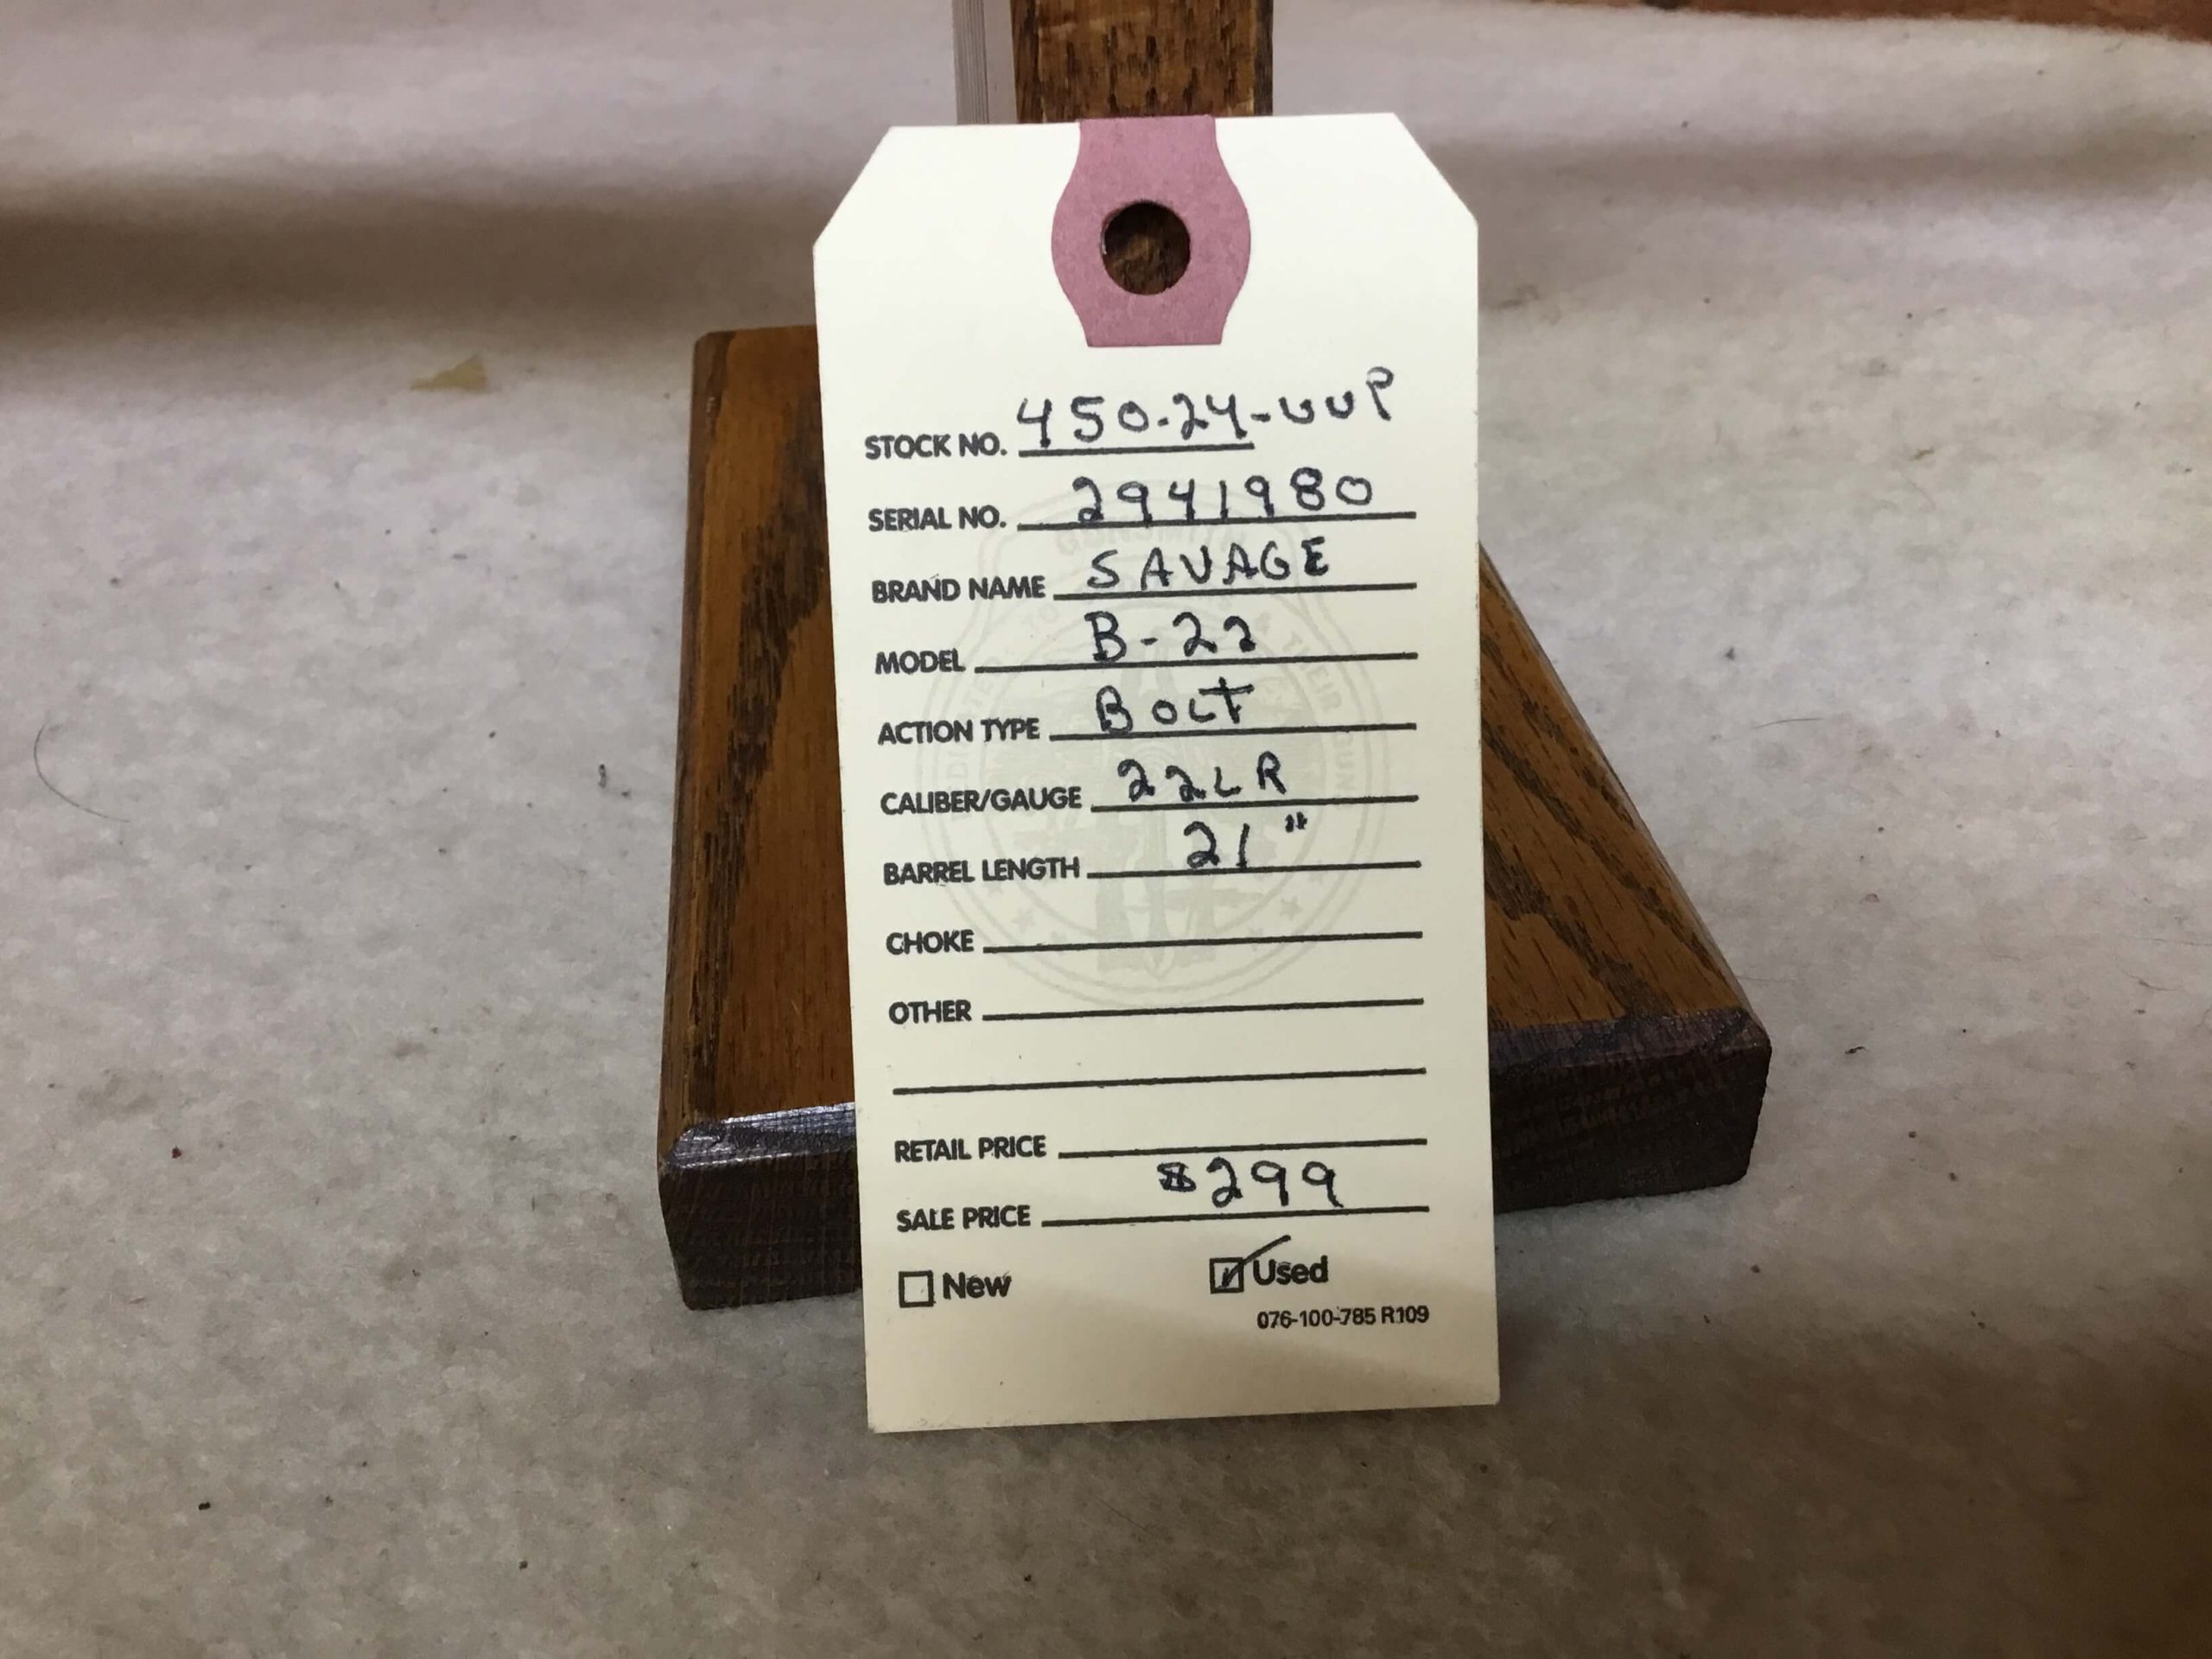 STOCK NO. 450-24-UUP
SERIAL NO. 2941980
BRAND NAME SAVAGE
MODEL B-22
ACTION TYPE BOLT
CALIBER/GAUGE 22LR
BARREL LENGTH 21"
CHOKE
OTHER
RETAIL PRICE
SALE PRICE $299
New Used
076-100-785 R109